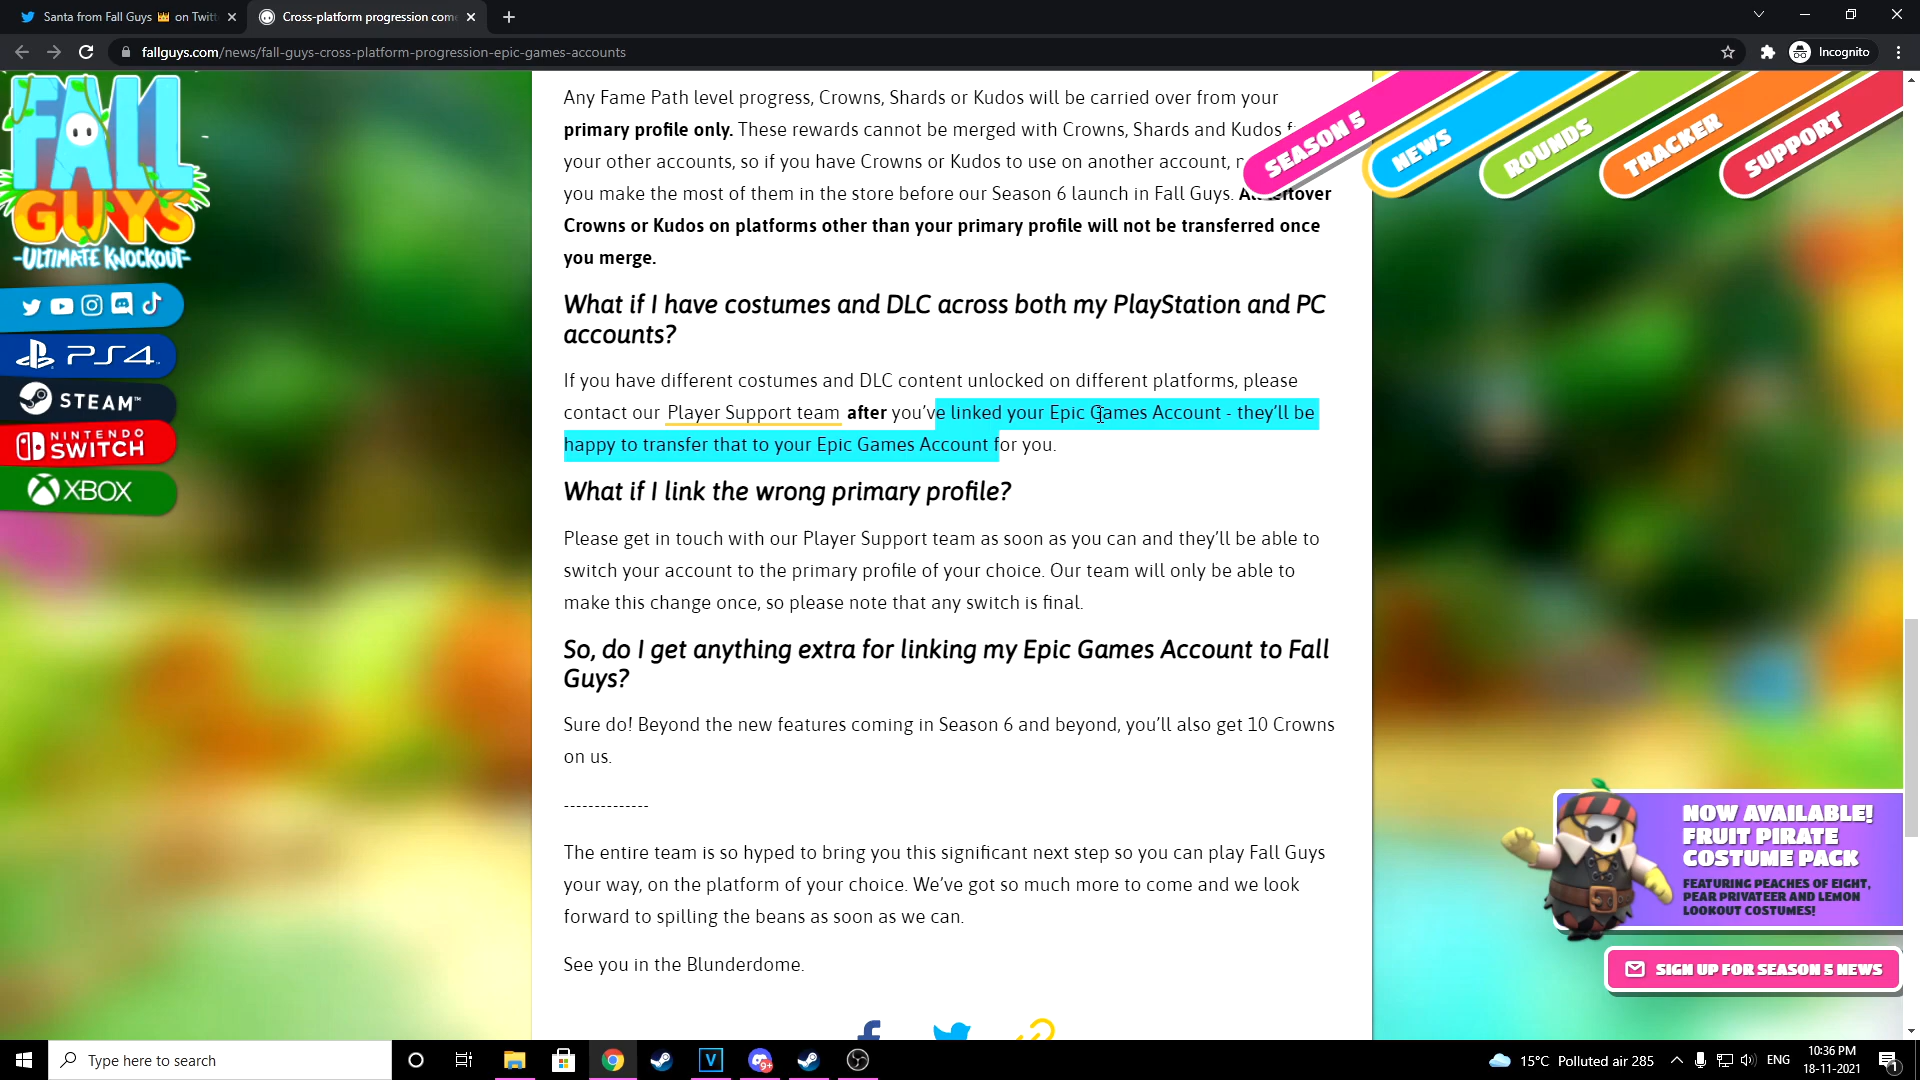 Santa from Fall Guys 👑 on Twit
Cross-platform progression com
fallguys.com/news/fall-guys-cross-platform-progression-epic-games-accounts
Incognito
FALL
GUYS
-ULTIMATE KNOCKOUT-
PS4
STEAM
NINTENDO
SWITCH
XBOX
SEASON 5
NEWS
ROUNDS
TRACKER
SUPPORT
Any Fame Path level progress, Crowns, Shards or Kudos will be carried over from your
primary profile only. These rewards cannot be merged with Crowns, Shards and Kudos
your other accounts, so if you have Crowns or Kudos to use on another account,
you make the most of them in the store before our Season 6 launch in Fall Guys.
Crowns or Kudos on platforms other than your primary profile will not be transferred once
you merge.
What if I have costumes and DLC across both my PlayStation and PC
accounts?
If you have different costumes and DLC content unlocked on different platforms, please
contact our Player Support team after you’ve linked your Epic Games Account - they’ll be
happy to transfer that to your Epic Games Account for you.
What if I link the wrong primary profile?
Please get in touch with our Player Support team as soon as you can and they’ll be able to
switch your account to the primary profile of your choice. Our team will only be able to
make this change once, so please note that any switch is final.
So, do I get anything extra for linking my Epic Games Account to Fall
Guys?
Sure do! Beyond the new features coming in Season 6 and beyond, you’ll also get 10 Crowns
on us.
--------------
The entire team is so hyped to bring you this significant next step so you can play Fall Guys
your way, on the platform of your choice. We’ve got so much more to come and we look
forward to spilling the beans as soon as we can.
See you in the Blunderdome.
NOW AVAILABLE!
FRUIT PIRATE
COSTUME PACK
FEATURING PEACHES OF EIGHT,
PEAR PRIVATEER AND LEMON
LOOKOUT COSTUMES!
SIGN UP FOR SEASON 5 NEWS
Type here to search
V
9+
15°C Polluted air 285
ENG
10:36 PM
18-11-2021
1